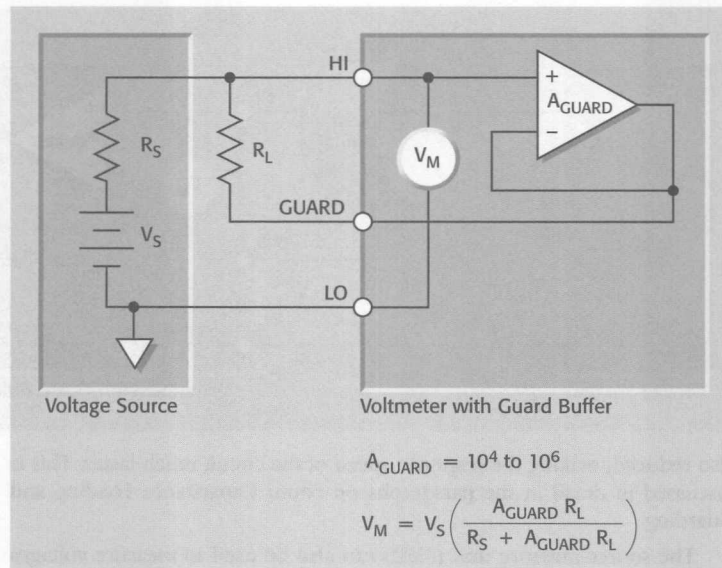 HI
+
A_GUARD
−
R_S
R_L
V_M
GUARD
V_S
LO
Voltage Source
Voltmeter with Guard Buffer
A_GUARD = 10^4 to 10^6
V_M = V_S ( A_GUARD R_L / R_S + A_GUARD R_L )